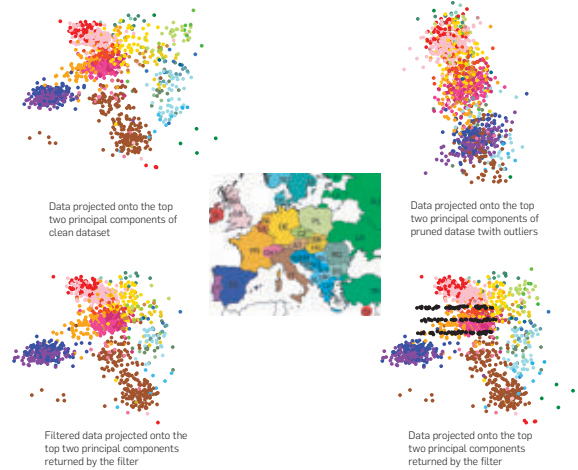 Data projected onto the top
two principal components of
clean dataset
Data projected onto the top
two principal components of
pruned datase twith outliers
Filtered data projected onto the
top two principal components
returned by the filter
Data projected onto the top
two principal components
returned by the filter